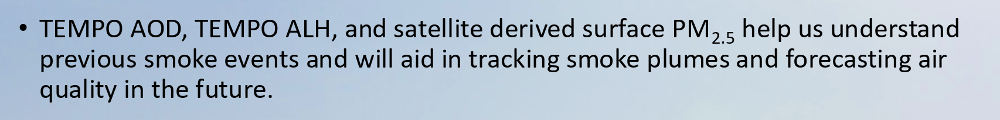 • TEMPO AOD, TEMPO ALH, and satellite derived surface PM₂.₅ help us understand
previous smoke events and will aid in tracking smoke plumes and forecasting air
quality in the future.